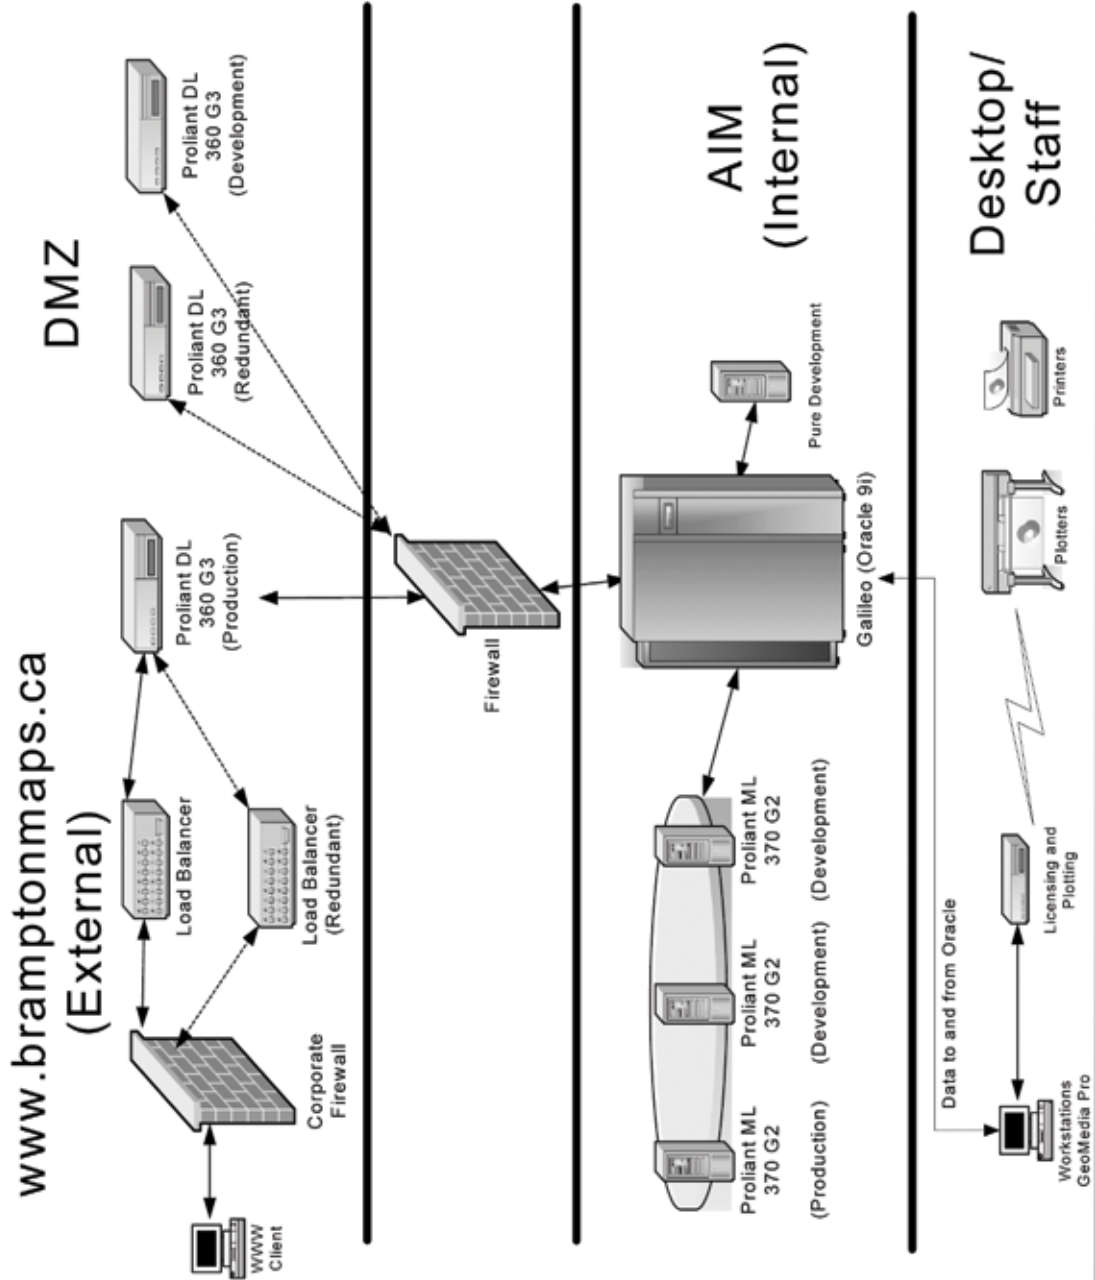 www.bramptonmaps.ca
(External)
DMZ
WWW
Client
Corporate
Firewall
Load Balancer
Load Balancer
(Redundant)
Proliant DL
360 G3
(Production)
Proliant DL
360 G3
(Redundant)
Proliant DL
360 G3
(Development)
Firewall
AIM
(Internal)
Proliant ML
370 G2
(Production)
Proliant ML
370 G2
(Development)
Proliant ML
370 G2
(Development)
Galileo (Oracle 9i)
Pure Development
Desktop/
Staff
Data to and from Oracle
Workstations
GeoMedia Pro
Licensing and
Plotting
Plotters
Printers